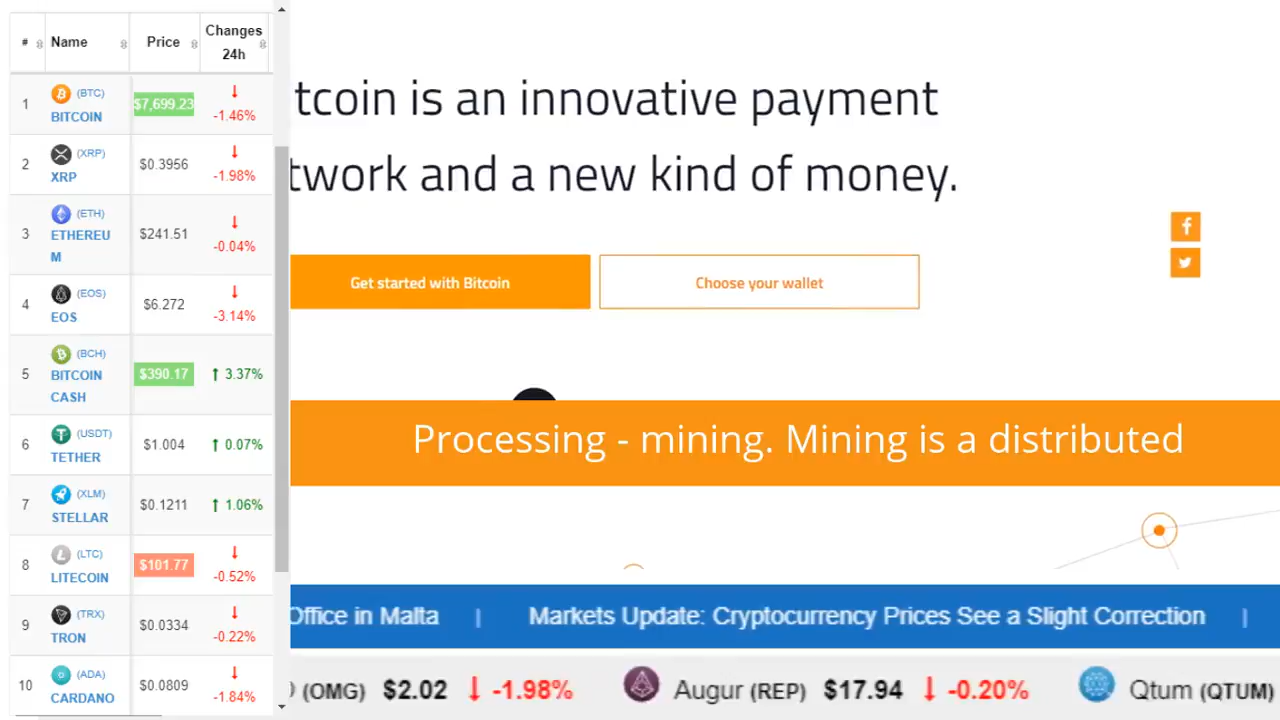 # Name Price Changes 24h
1 (BTC) BITCOIN $7,699.23 ↓ -1.46%
2 (XRP) XRP $0.3956 ↓ -1.98%
3 (ETH) ETHEREU M $241.51 ↓ -0.04%
4 (EOS) EOS $6.272 ↓ -3.14%
5 (BCH) BITCOIN CASH $390.17 ↑ 3.37%
6 (USDT) TETHER $1.004 ↑ 0.07%
7 (XLM) STELLAR $0.1211 ↑ 1.06%
8 (LTC) LITECOIN $101.77 ↓ -0.52%
9 (TRX) TRON $0.0334 ↓ -0.22%
10 (ADA) CARDANO $0.0809 ↓ -1.84%
tcoin is an innovative payment
twork and a new kind of money.
Get started with Bitcoin
Choose your wallet
Processing - mining. Mining is a distributed
Office in Malta | Markets Update: Cryptocurrency Prices See a Slight Correction |
(OMG) $2.02 ↓ -1.98% Augur (REP) $17.94 ↓ -0.20% Qtum (QTUM)